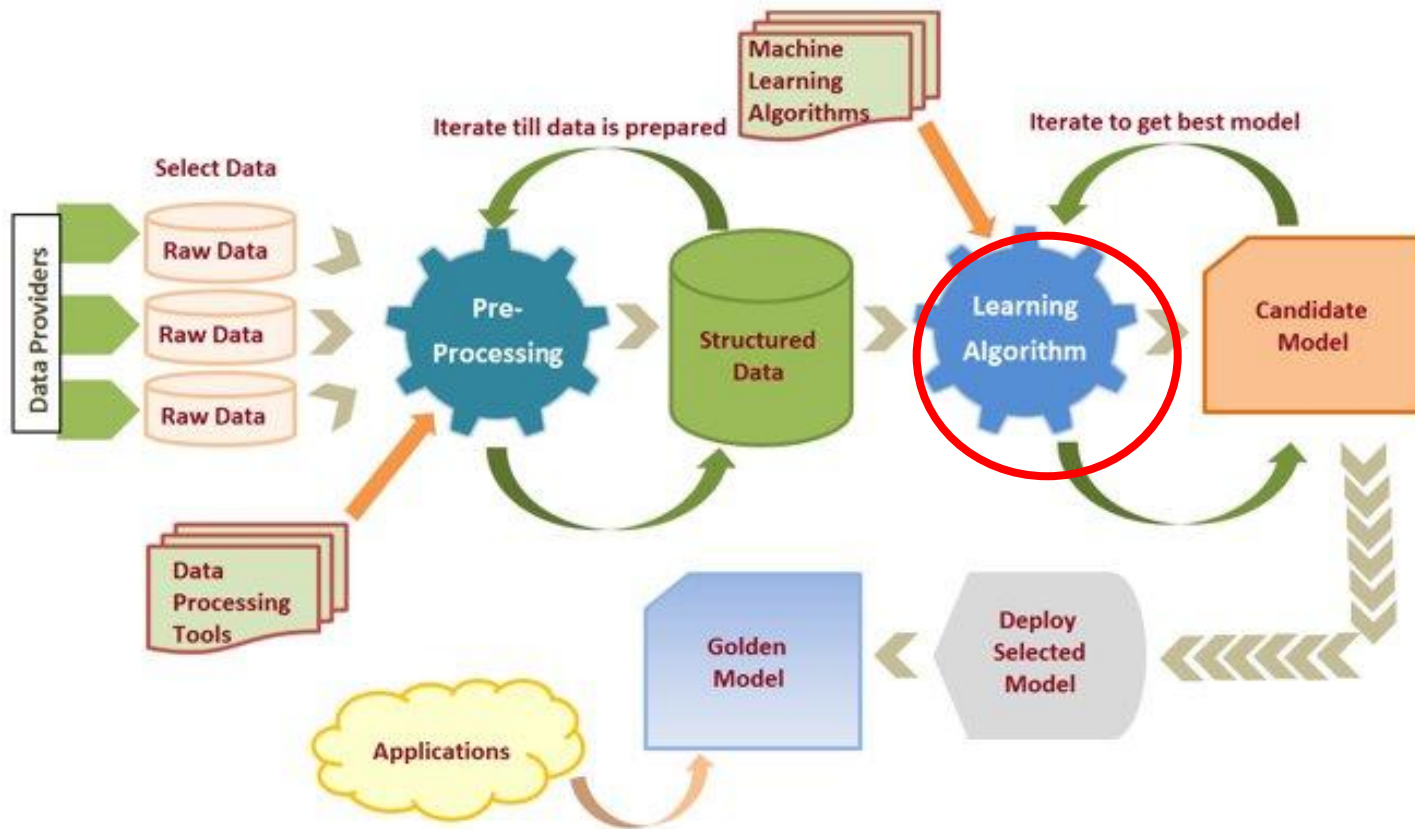 Machine
Learning
Algorithms
Iterate till data is prepared
Iterate to get best model
Select Data
Data Providers
Raw Data
Raw Data
Raw Data
Pre-
Processing
Structured
Data
Learning
Algorithm
Candidate
Model
Data
Processing
Tools
Golden
Model
Deploy
Selected
Model
Applications